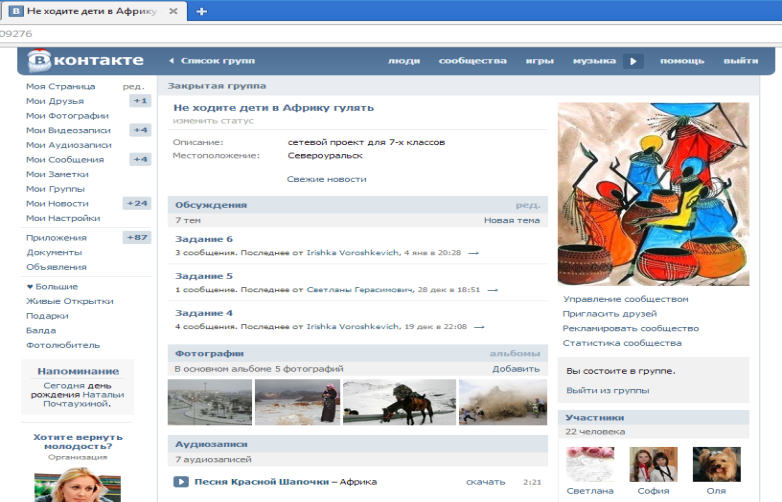 Не ходите дети в Африку
09276
В контакте
Список групп
люди сообщества игры музыка помощь выйти
Моя Страница ред.
Мои Друзья +1
Мои Фотографии
Мои Видеозаписи +4
Мои Аудиозаписи
Мои Сообщения +4
Мои Заметки
Мои Группы
Мои Новости +24
Мои Настройки
Приложения +87
Документы
Объявления
♥ Большие
Живые Открытки
Подарки
Балда
Фотолюбитель
Напоминание
Сегодня день
рождения Натальи
Почтаухиной.
Хотите вернуть
молодость?
Организация
Закрытая группа
Не ходите дети в Африку гулять
изменить статус
Описание: сетевой проект для 7-х классов
Местоположение: Североуральск
Свежие новости
Обсуждения ред.
7 тем Новая тема
Задание 6
3 сообщения. Последнее от Irishka Voroshkevich, 4 янв в 20:28 →
Задание 5
1 сообщение. Последнее от Светланы Герасимович, 28 дек в 18:51 →
Задание 4
4 сообщения. Последнее от Irishka Voroshkevich, 19 дек в 22:08 →
Фотографии альбомы
В основном альбоме 5 фотографий Добавить
Аудиозаписи
7 аудиозаписей
Песня Красной Шапочки – Африка скачать 2:21
Управление сообществом
Пригласить друзей
Рекламировать сообщество
Статистика сообщества
Вы состоите в группе.
Выйти из группы
Участники
22 человека
Светлана София Оля